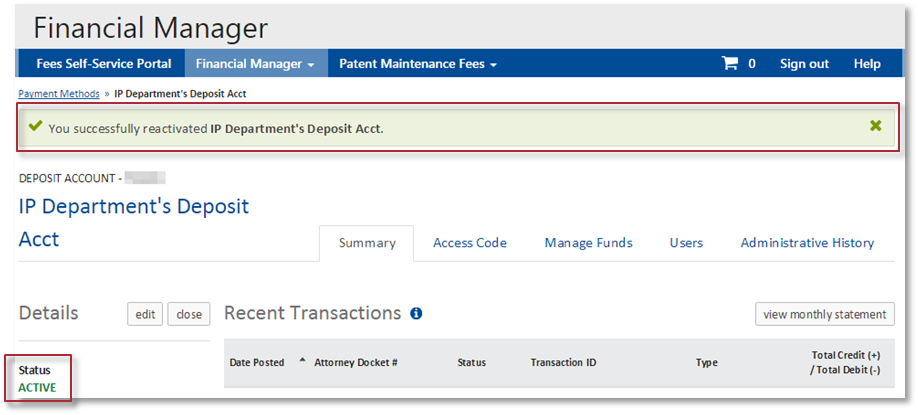 Financial Manager
Fees Self-Service Portal Financial Manager Patent Maintenance Fees 0 Sign out Help
Payment Methods » IP Department's Deposit Acct
You successfully reactivated IP Department's Deposit Acct.
DEPOSIT ACCOUNT -
IP Department's Deposit
Acct
Summary Access Code Manage Funds Users Administrative History
Details edit close Recent Transactions view monthly statement
Date Posted Attorney Docket # Status Transaction ID Type Total Credit (+)
/ Total Debit (-)
Status
ACTIVE